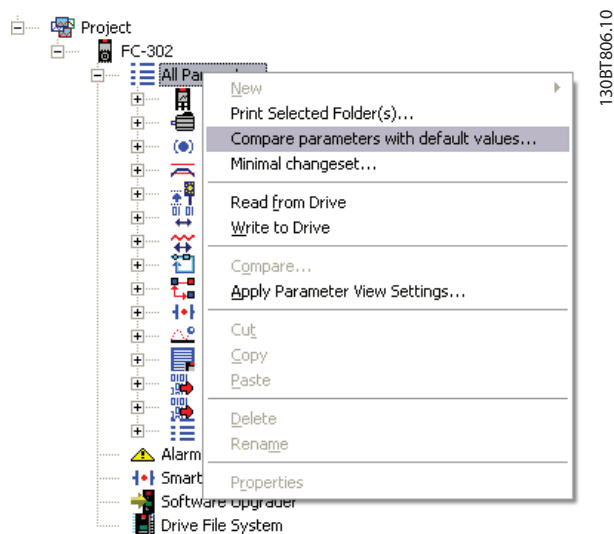 Project
FC-302
All Pa
New
Print Selected Folder(s)...
Compare parameters with default values...
Minimal changeset...
Read from Drive
Write to Drive
Compare...
Apply Parameter View Settings...
Cut
Copy
Paste
Delete
Rename
Properties
Alarm
Smart
Software Upgrader
Drive File System
130BT806.10